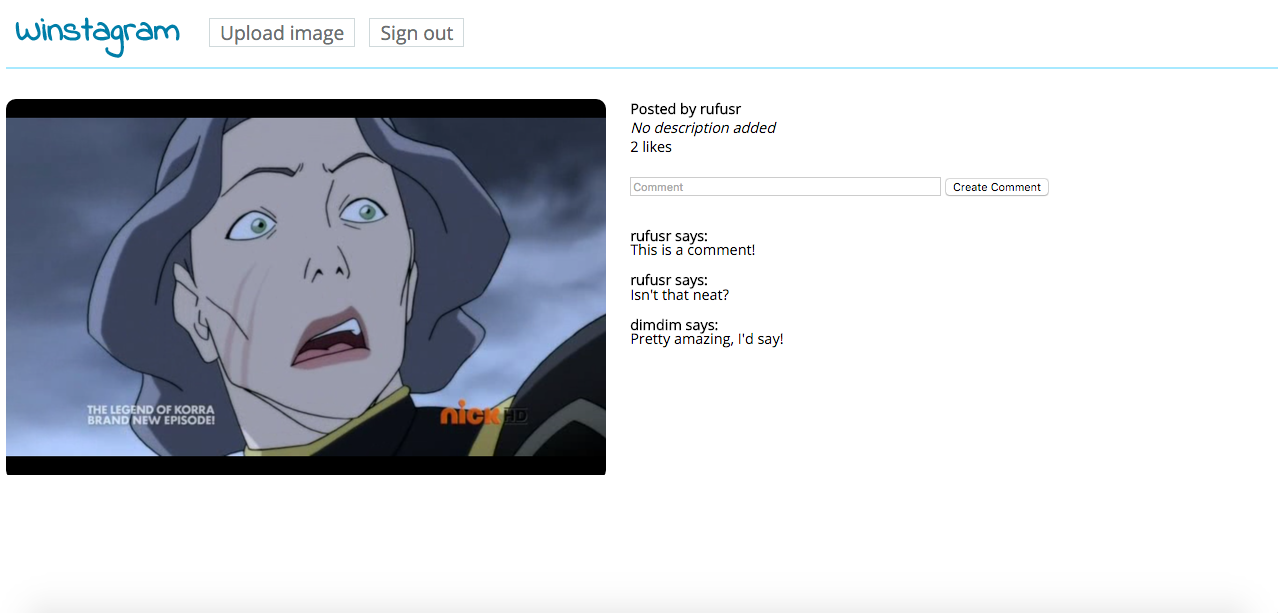 Winstagram
Upload image
Sign out
Posted by rufusr
No description added
2 likes
Comment
Create Comment
rufusr says:
This is a comment!
rufusr says:
Isn't that neat?
dimdim says:
Pretty amazing, I'd say!
THE LEGEND OF KORRA
BRAND NEW EPISODE!
nick HD